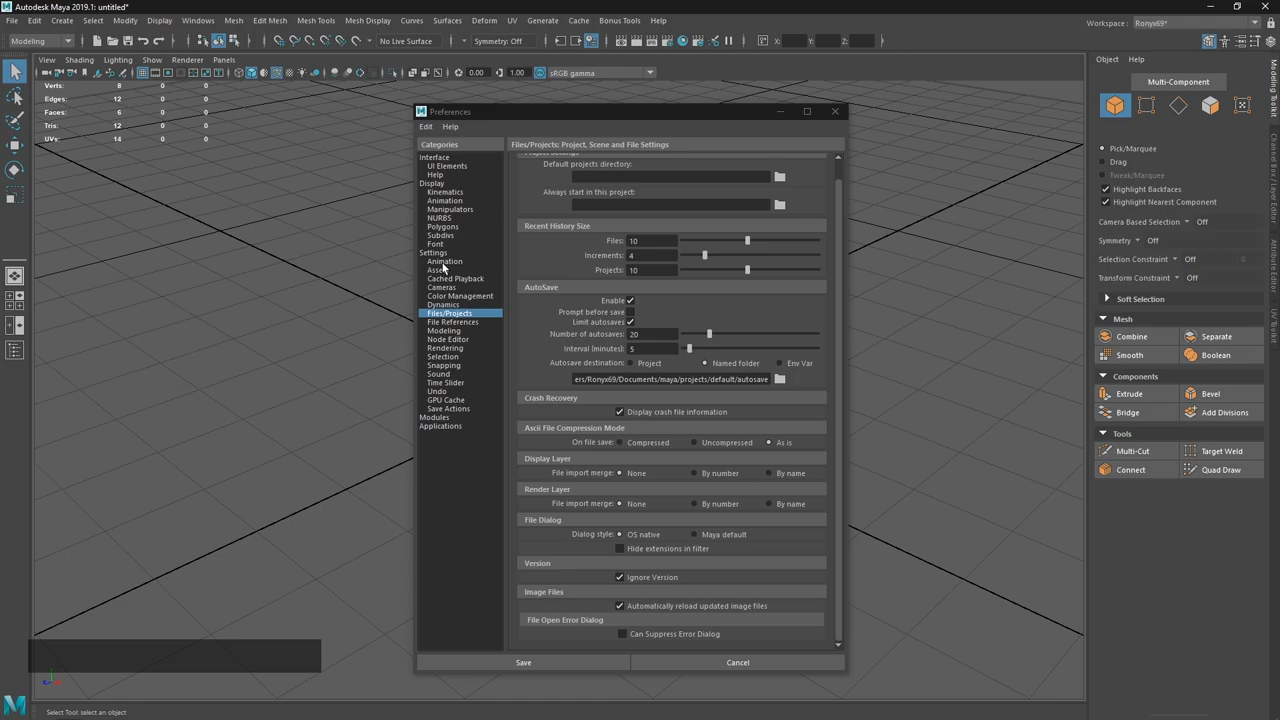 Autodesk Maya 2019.1: untitled*
File Edit Create Select Modify Display Windows Mesh Edit Mesh Mesh Tools Mesh Display Curves Surfaces Deform UV Generate Cache Bonus Tools Help
Workspace : Ronyx69*
Modeling No Live Surface Symmetry: Off X: Y: Z:
View Shading Lighting Show Renderer Panels
0.00 1.00 sRGB gamma
Verts: 8 0 0
Edges: 12 0 0
Faces: 6 0 0
Tris: 12 0 0
UVs: 14 0 0
Preferences
Edit Help
Categories
Interface
UI Elements
Help
Display
Kinematics
Animation
Manipulators
NURBS
Polygons
Subdivs
Font
Settings
Animation
Cached Playback
Cameras
Color Management
Dynamics
Files/Projects
File References
Modeling
Node Editor
Rendering
Selection
Snapping
Sound
Time Slider
Undo
GPU Cache
Save Actions
Modules
Applications
Files/Projects: Project, Scene and File Settings
Default projects directory:
Always start in this project:
Recent History Size
Files: 10
Increments: 4
Projects: 10
AutoSave
Enable
Prompt before save
Limit autosaves
Number of autosaves: 20
Interval (minutes): 5
Autosave destination: Project Named folder Env Var
ers/Ronyx69/Documents/maya/projects/default/autosave
Crash Recovery
Display crash file information
Ascii File Compression Mode
On file save: Compressed Uncompressed As is
Display Layer
File import merge: None By number By name
Render Layer
File import merge: None By number By name
File Dialog
Dialog style: OS native Maya default
Hide extensions in filter
Version
Ignore Version
Image Files
Automatically reload updated image files
File Open Error Dialog
Can Suppress Error Dialog
Save Cancel
Object Help
Multi-Component
Pick/Marquee
Drag
Tweak/Marquee
Highlight Backfaces
Highlight Nearest Component
Camera Based Selection Off
Symmetry Off
Selection Constraint Off 0
Transform Constraint Off
Soft Selection
Mesh
Combine Separate
Smooth Boolean
Components
Extrude Bevel
Bridge Add Divisions
Tools
Multi-Cut Target Weld
Connect Quad Draw
Modeling Toolkit
Channel Box / Layer Editor
Attribute Editor
Select Tool: select an object